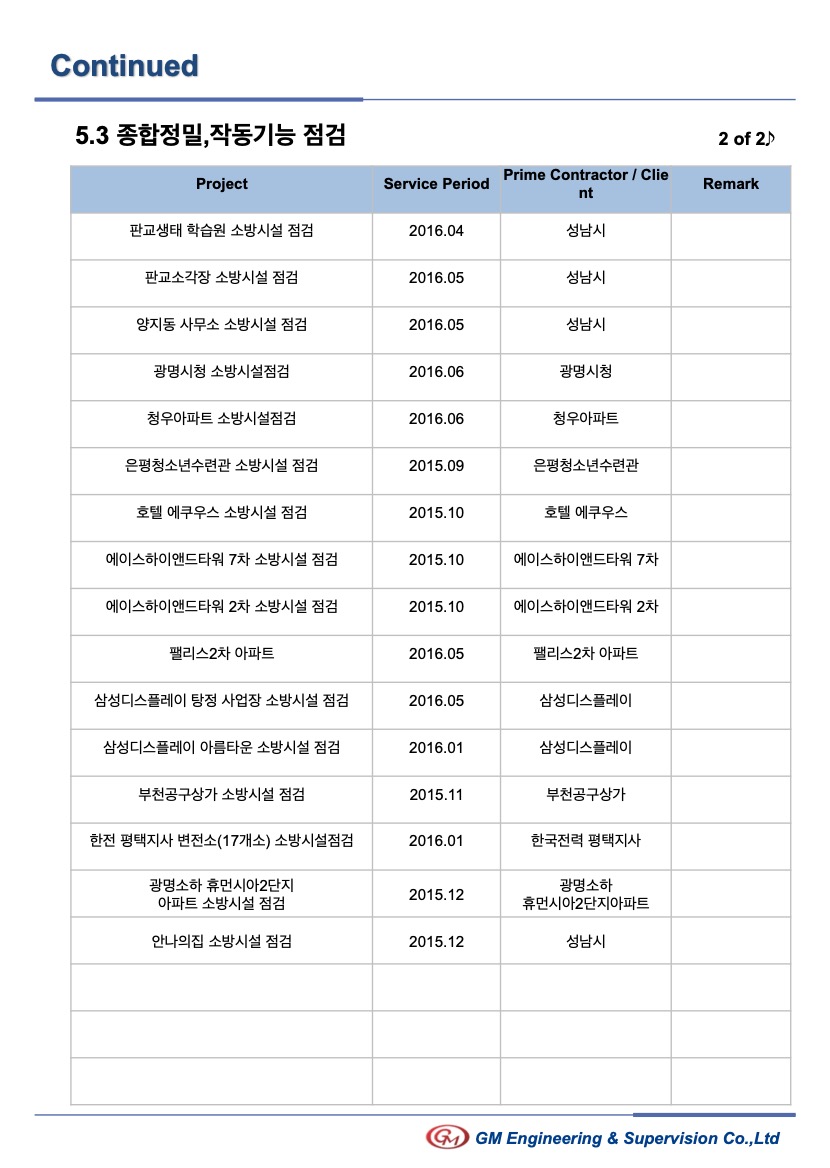 Continued
5.3 종합정밀,작동기능 점검
2 of 2♪
Project Service Period Prime Contractor / Clie
nt Remark
판교생태 학습원 소방시설 점검 2016.04 성남시
판교소각장 소방시설 점검 2016.05 성남시
양지동 사무소 소방시설 점검 2016.05 성남시
광명시청 소방시설점검 2016.06 광명시청
청우아파트 소방시설점검 2016.06 청우아파트
은평청소년수련관 소방시설 점검 2015.09 은평청소년수련관
호텔 에쿠우스 소방시설 점검 2015.10 호텔 에쿠우스
에이스하이앤드타워 7차 소방시설 점검 2015.10 에이스하이앤드타워 7차
에이스하이앤드타워 2차 소방시설 점검 2015.10 에이스하이앤드타워 2차
팰리스2차 아파트 2016.05 팰리스2차 아파트
삼성디스플레이 탕정 사업장 소방시설 점검 2016.05 삼성디스플레이
삼성디스플레이 아름타운 소방시설 점검 2016.01 삼성디스플레이
부천공구상가 소방시설 점검 2015.11 부천공구상가
한전 평택지사 변전소(17개소) 소방시설점검 2016.01 한국전력 평택지사
광명소하 휴먼시아2단지
아파트 소방시설 점검 2015.12 광명소하
휴먼시아2단지아파트
안나의집 소방시설 점검 2015.12 성남시
GM GM Engineering & Supervision Co.,Ltd